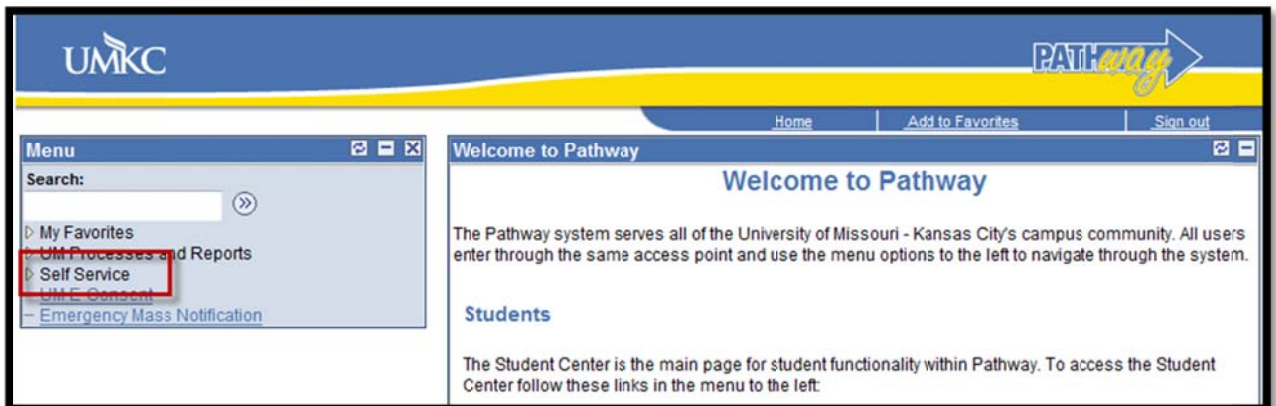 UMKC
PATHway
Home Add to Favorites Sign out
Menu
Search:
My Favorites
UM Processes and Reports
Self Service
UM E-Consent
Emergency Mass Notification
Welcome to Pathway
Welcome to Pathway
The Pathway system serves all of the University of Missouri - Kansas City's campus community. All users
enter through the same access point and use the menu options to the left to navigate through the system.
Students
The Student Center is the main page for student functionality within Pathway. To access the Student
Center follow these links in the menu to the left: